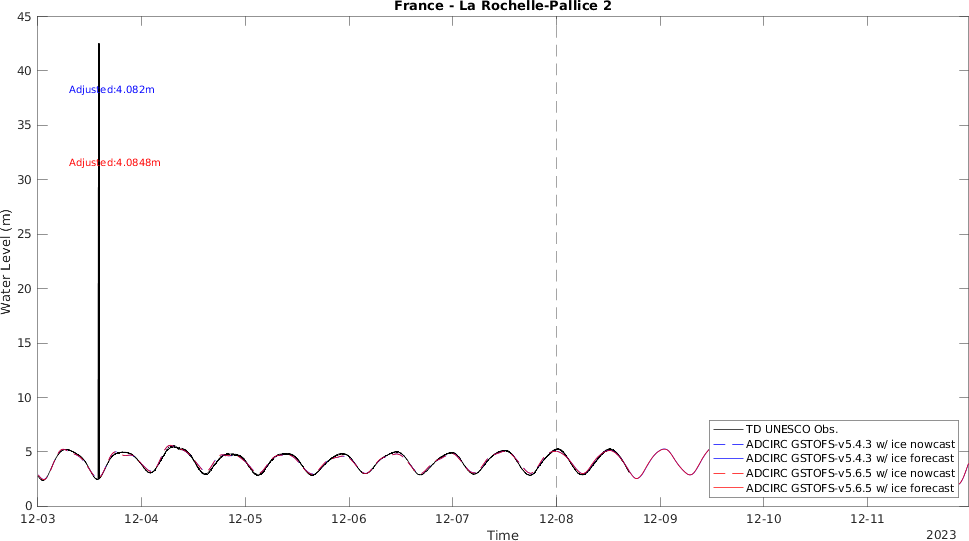 France - La Rochelle-Pallice 2
45
40
35
30
25
20
15
10
5
0
Water Level (m)
Adjusted:4.082m
Adjusted:4.0848m
TD UNESCO Obs.
ADCIRC GSTOFS-v5.4.3 w/ ice nowcast
ADCIRC GSTOFS-v5.4.3 w/ ice forecast
ADCIRC GSTOFS-v5.6.5 w/ ice nowcast
ADCIRC GSTOFS-v5.6.5 w/ ice forecast
12-03 12-04 12-05 12-06 12-07 12-08 12-09 12-10 12-11
Time
2023